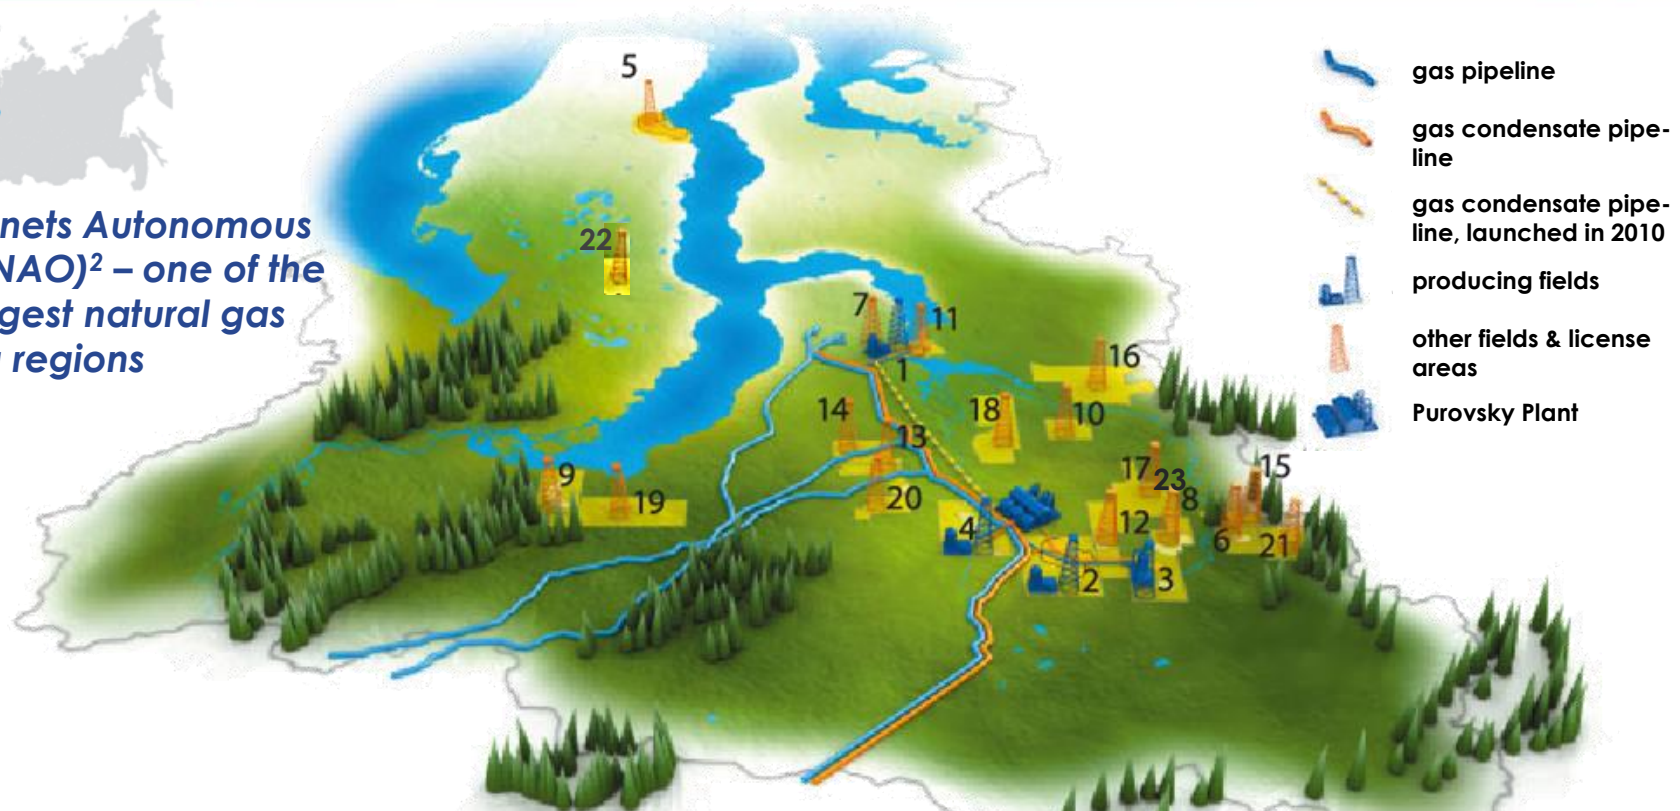 nets Autonomous
NAO)² – one of the
gest natural gas
regions
5
22
7
11
1
16
14
18
10
13
9
19
20
17
23
15
8
4
12
6
21
2
3
gas pipeline
gas condensate pipe-
line
gas condensate pipe-
line, launched in 2010
producing fields
other fields & license
areas
Purovsky Plant